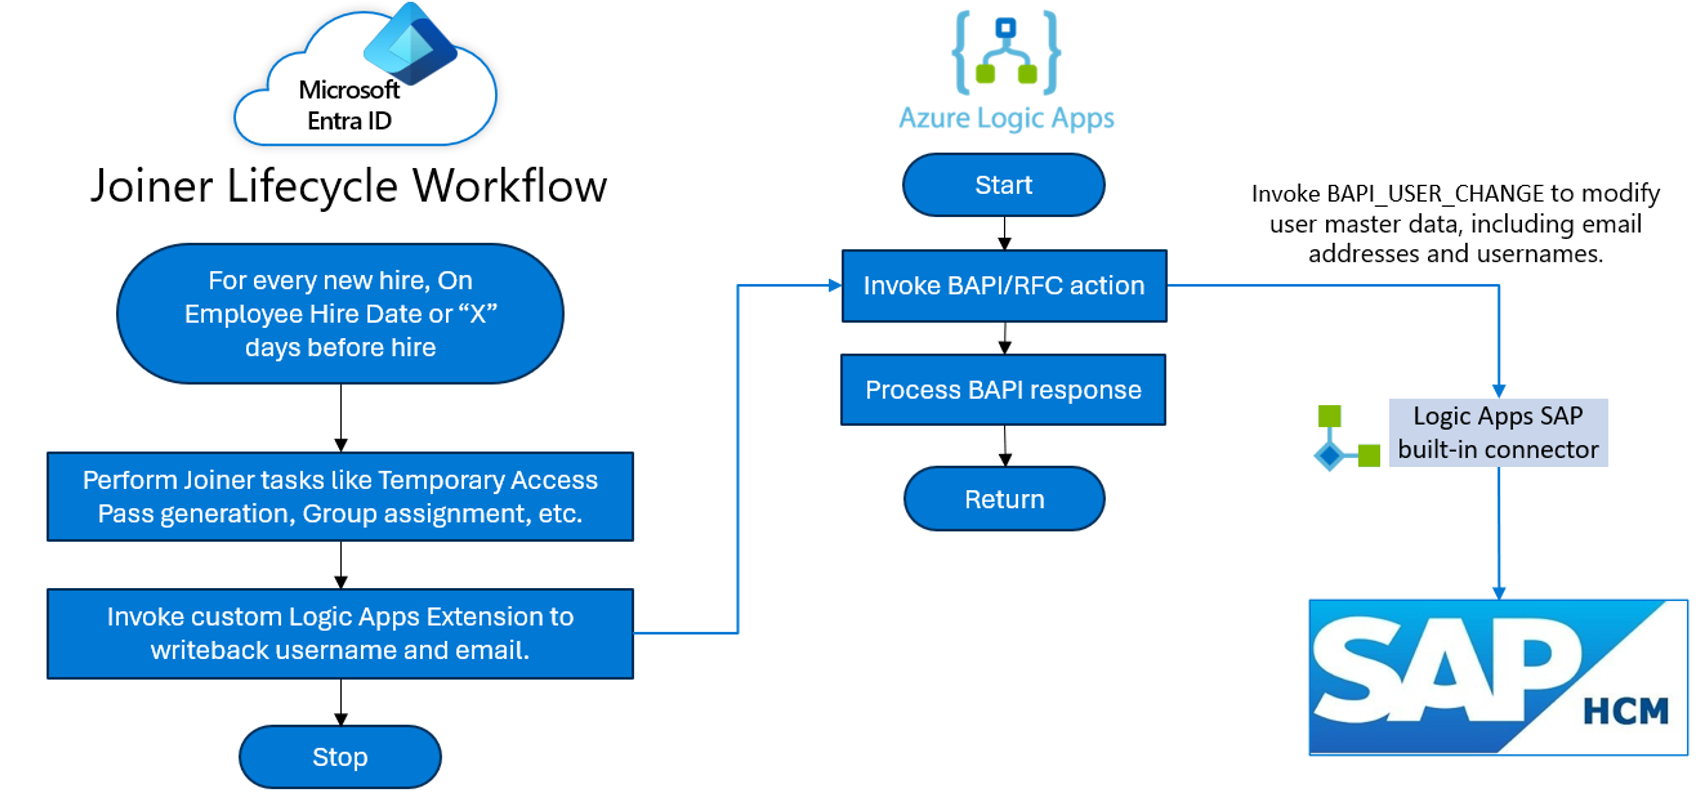 Microsoft
Entra ID
Joiner Lifecycle Workflow
For every new hire, On
Employee Hire Date or “X”
days before hire
Perform Joiner tasks like Temporary Access
Pass generation, Group assignment, etc.
Invoke custom Logic Apps Extension to
writeback username and email.
Stop
Azure Logic Apps
Start
Invoke BAPI/RFC action
Process BAPI response
Return
Invoke BAPI_USER_CHANGE to modify
user master data, including email
addresses and usernames.
Logic Apps SAP
built-in connector
SAP
HCM